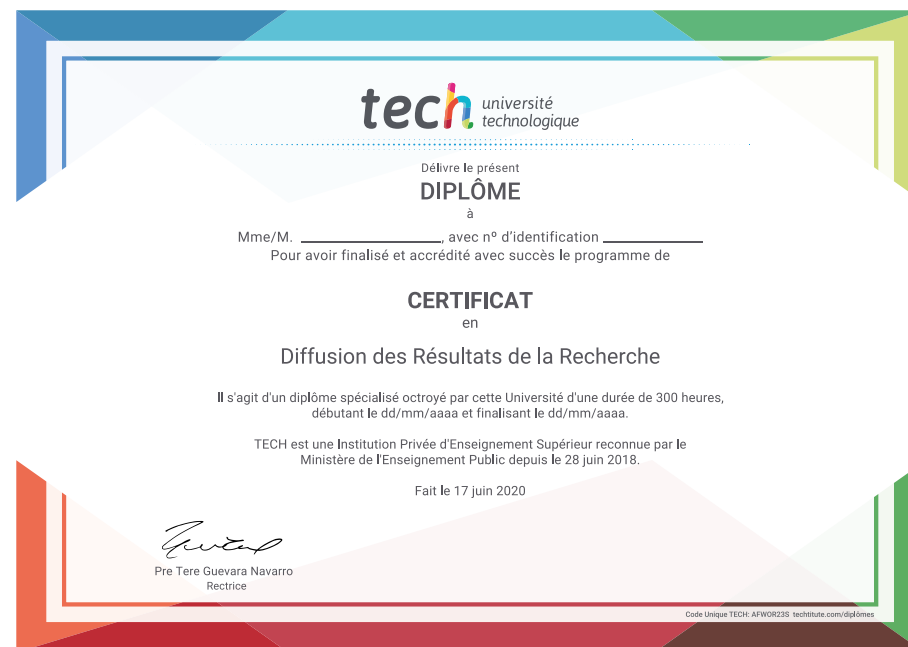 tech université
technologique
Délivre le présent
DIPLÔME
à
Mme/M. ____________________, avec nº d'identification ______________
Pour avoir finalisé et accrédité avec succès le programme de
CERTIFICAT
en
Diffusion des Résultats de la Recherche
Il s'agit d'un diplôme spécialisé octroyé par cette Université d'une durée de 300 heures,
débutant le dd/mm/aaaa et finalisant le dd/mm/aaaa.
TECH est une Institution Privée d'Enseignement Supérieur reconnue par le
Ministère de l'Enseignement Public depuis le 28 juin 2018.
Fait le 17 juin 2020
Pre Tere Guevara Navarro
Rectrice
Code Unique TECH: AFWOR23S techtitute.com/diplômes